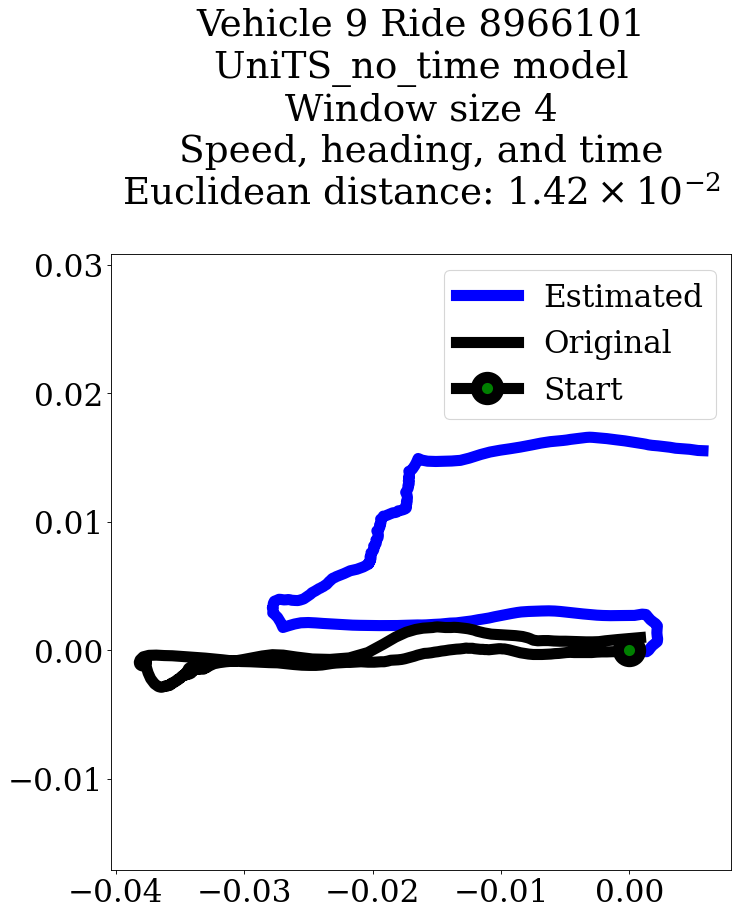 Vehicle 9 Ride 8966101
UniTS_no_time model
Window size 4
Speed, heading, and time
Euclidean distance: 1.42 × 10⁻²
0.03
0.02
0.01
0.00
−0.01
Estimated
Original
Start
−0.04 −0.03 −0.02 −0.01 0.00